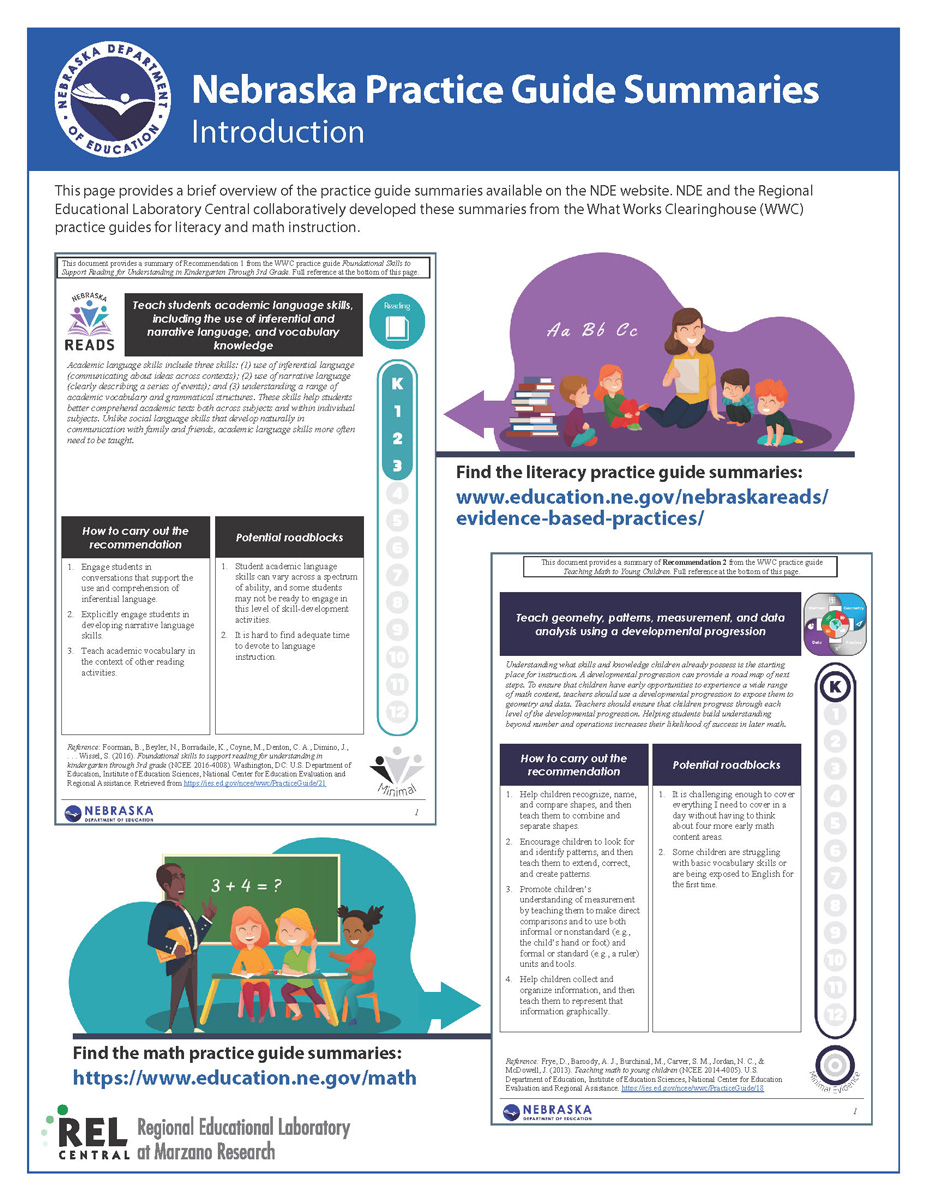 NEBRASKA DEPARTMENT
OF EDUCATION
Nebraska Practice Guide Summaries
Introduction
This page provides a brief overview of the practice guide summaries available on the NDE website. NDE and the Regional
Educational Laboratory Central collaboratively developed these summaries from the What Works Clearinghouse (WWC)
practice guides for literacy and math instruction.
This document provides a summary of Recommendation 1 from the WWC practice guide Foundational Skills to
Support Reading for Understanding in Kindergarten Through 3rd Grade. Full reference at the bottom of this page.
NEBRASKA
READS
Teach students academic language skills,
including the use of inferential and
narrative language, and vocabulary
knowledge
Reading
Academic language skills include three skills: (1) use of inferential language
(communicating about ideas across contexts); (2) use of narrative language
(clearly describing a series of events); and (3) understanding a range of
academic vocabulary and grammatical structures. These skills help students
better comprehend academic texts both across subjects and within individual
subjects. Unlike social language skills that develop naturally in
communication with family and friends, academic language skills more often
need to be taught.
K
1
2
3
4
5
6
7
8
9
10
11
12
How to carry out the
recommendation
1. Engage students in
conversations that support the
use and comprehension of
inferential language.
2. Explicitly engage students in
developing narrative language
skills.
3. Teach academic vocabulary in
the context of other reading
activities.
Potential roadblocks
1. Student academic language
skills can vary across a spectrum
of ability, and some students
may not be ready to engage in
this level of skill-development
activities.
2. It is hard to find adequate time
to devote to language
instruction.
Reference: Foorman, B., Beyler, N., Borradaile, K., Coyne, M., Denton, C. A., Dimino, J.,
. . . Wissel, S. (2016). Foundational skills to support reading for understanding in
kindergarten through 3rd grade (NCEE 2016-4008). Washington, DC: U.S. Department of
Education, Institute of Education Sciences, National Center for Education Evaluation and
Regional Assistance. Retrieved from https://ies.ed.gov/ncee/wwc/PracticeGuide/21
Minimal
NEBRASKA
DEPARTMENT OF EDUCATION
1
Aa Bb Cc
Find the literacy practice guide summaries:
www.education.ne.gov/nebraskareads/
evidence-based-practices/
This document provides a summary of Recommendation 2 from the WWC practice guide
Teaching Math to Young Children. Full reference at the bottom of this page.
Teach geometry, patterns, measurement, and data
analysis using a developmental progression
Geometry
Data
Understanding what skills and knowledge children already possess is the starting
place for instruction. A developmental progression can provide a road map of next
steps. To ensure that children have early opportunities to experience a wide range
of math content, teachers should use a developmental progression to expose them to
geometry and data. Teachers should ensure that children progress through each
level of the developmental progression. Helping students build understanding
beyond number and operations increases their likelihood of success in later math.
K
1
2
3
4
5
6
7
8
9
10
11
12
How to carry out the
recommendation
1. Help children recognize, name,
and compare shapes, and then
teach them to combine and
separate shapes.
2. Encourage children to look for
and identify patterns, and then
teach them to extend, correct,
and create patterns.
3. Promote children's
understanding of measurement
by teaching them to make direct
comparisons and to use both
informal or nonstandard (e.g.,
the child's hand or foot) and
formal or standard (e.g., a ruler)
units and tools.
4. Help children collect and
organize information, and then
teach them to represent that
information graphically.
Potential roadblocks
1. It is challenging enough to cover
everything I need to cover in a
day without having to think
about four more early math
content areas.
2. Some children are struggling
with basic vocabulary skills or
are being exposed to English for
the first time.
Reference: Frye, D., Baroody, A. J., Burchinal, M., Carver, S. M., Jordan, N. C., &
McDowell, J. (2013). Teaching math to young children (NCEE 2014-4005). U.S.
Department of Education, Institute of Education Sciences, National Center for Education
Evaluation and Regional Assistance. https://ies.ed.gov/ncee/wwc/PracticeGuide/18
Minimal Evidence
NEBRASKA
DEPARTMENT OF EDUCATION
1
3 + 4 = ?
Find the math practice guide summaries:
https://www.education.ne.gov/math
REL
CENTRAL
Regional Educational Laboratory
at Marzano Research